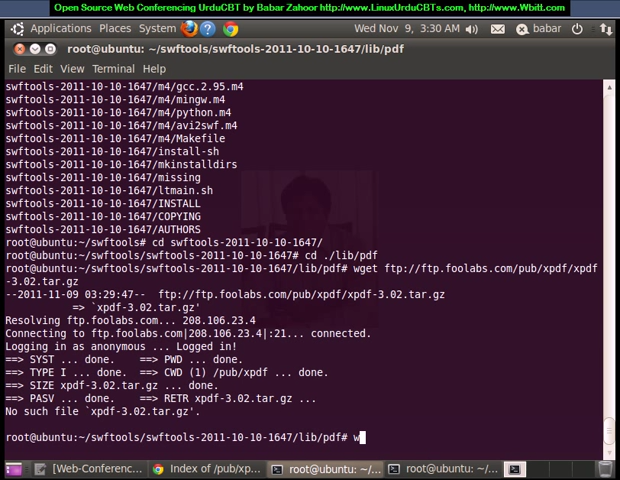 Open Source Web Conferencing UrduCBT by Babar Zahoor http://www.LinuxUrduCBTs.com, http://www.Wbitt.com
Applications Places System Wed Nov 9, 3:30 AM babar
root@ubuntu: ~/swftools/swftools-2011-10-10-1647/lib/pdf
File Edit View Terminal Help
swftools-2011-10-10-1647/m4/gcc.2.95.m4
swftools-2011-10-10-1647/m4/mingw.m4
swftools-2011-10-10-1647/m4/python.m4
swftools-2011-10-10-1647/m4/avi2swf.m4
swftools-2011-10-10-1647/m4/Makefile
swftools-2011-10-10-1647/install-sh
swftools-2011-10-10-1647/mkinstalldirs
swftools-2011-10-10-1647/missing
swftools-2011-10-10-1647/ltmain.sh
swftools-2011-10-10-1647/INSTALL
swftools-2011-10-10-1647/COPYING
swftools-2011-10-10-1647/AUTHORS
root@ubuntu:~/swftools# cd swftools-2011-10-10-1647/
root@ubuntu:~/swftools/swftools-2011-10-10-1647# cd ./lib/pdf
root@ubuntu:~/swftools/swftools-2011-10-10-1647/lib/pdf# wget ftp://ftp.foolabs.com/pub/xpdf/xpdf
-3.02.tar.gz
--2011-11-09 03:29:47--  ftp://ftp.foolabs.com/pub/xpdf/xpdf-3.02.tar.gz
=> `xpdf-3.02.tar.gz'
Resolving ftp.foolabs.com... 208.106.23.4
Connecting to ftp.foolabs.com|208.106.23.4|:21... connected.
Logging in as anonymous ... Logged in!
==> SYST ... done.    ==> PWD ... done.
==> TYPE I ... done.  ==> CWD (1) /pub/xpdf ... done.
==> SIZE xpdf-3.02.tar.gz ... done.
==> PASV ... done.    ==> RETR xpdf-3.02.tar.gz ...
No such file `xpdf-3.02.tar.gz'.
root@ubuntu:~/swftools/swftools-2011-10-10-1647/lib/pdf# w
[Web-Conferenc... Index of /pub/xp... root@ubuntu: ~/... root@ubuntu: ~/...